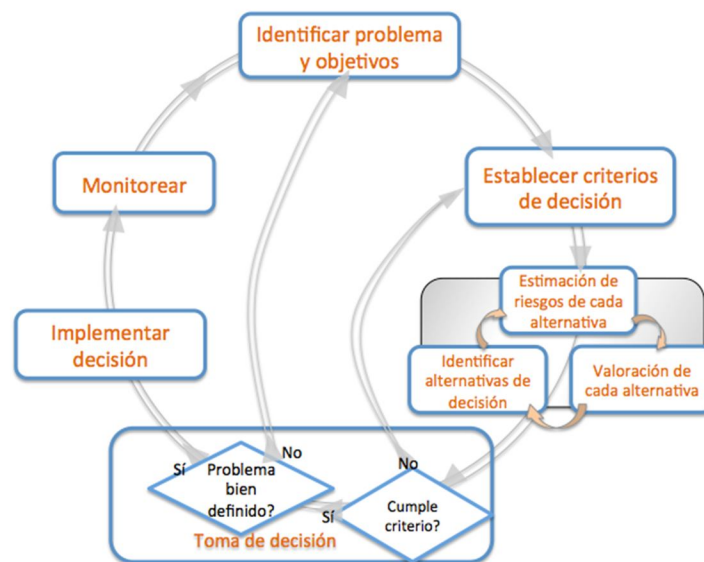 Identificar problema
y objetivos
Monitorear
Establecer criterios
de decisión
Estimación de
riesgos de cada
alternativa
Implementar
decisión
Identificar
alternativas de
decisión
Valoración de
cada alternativa
No
No
Sí
Problema
bien
definido?
Sí
Cumple
criterio?
Toma de decisión